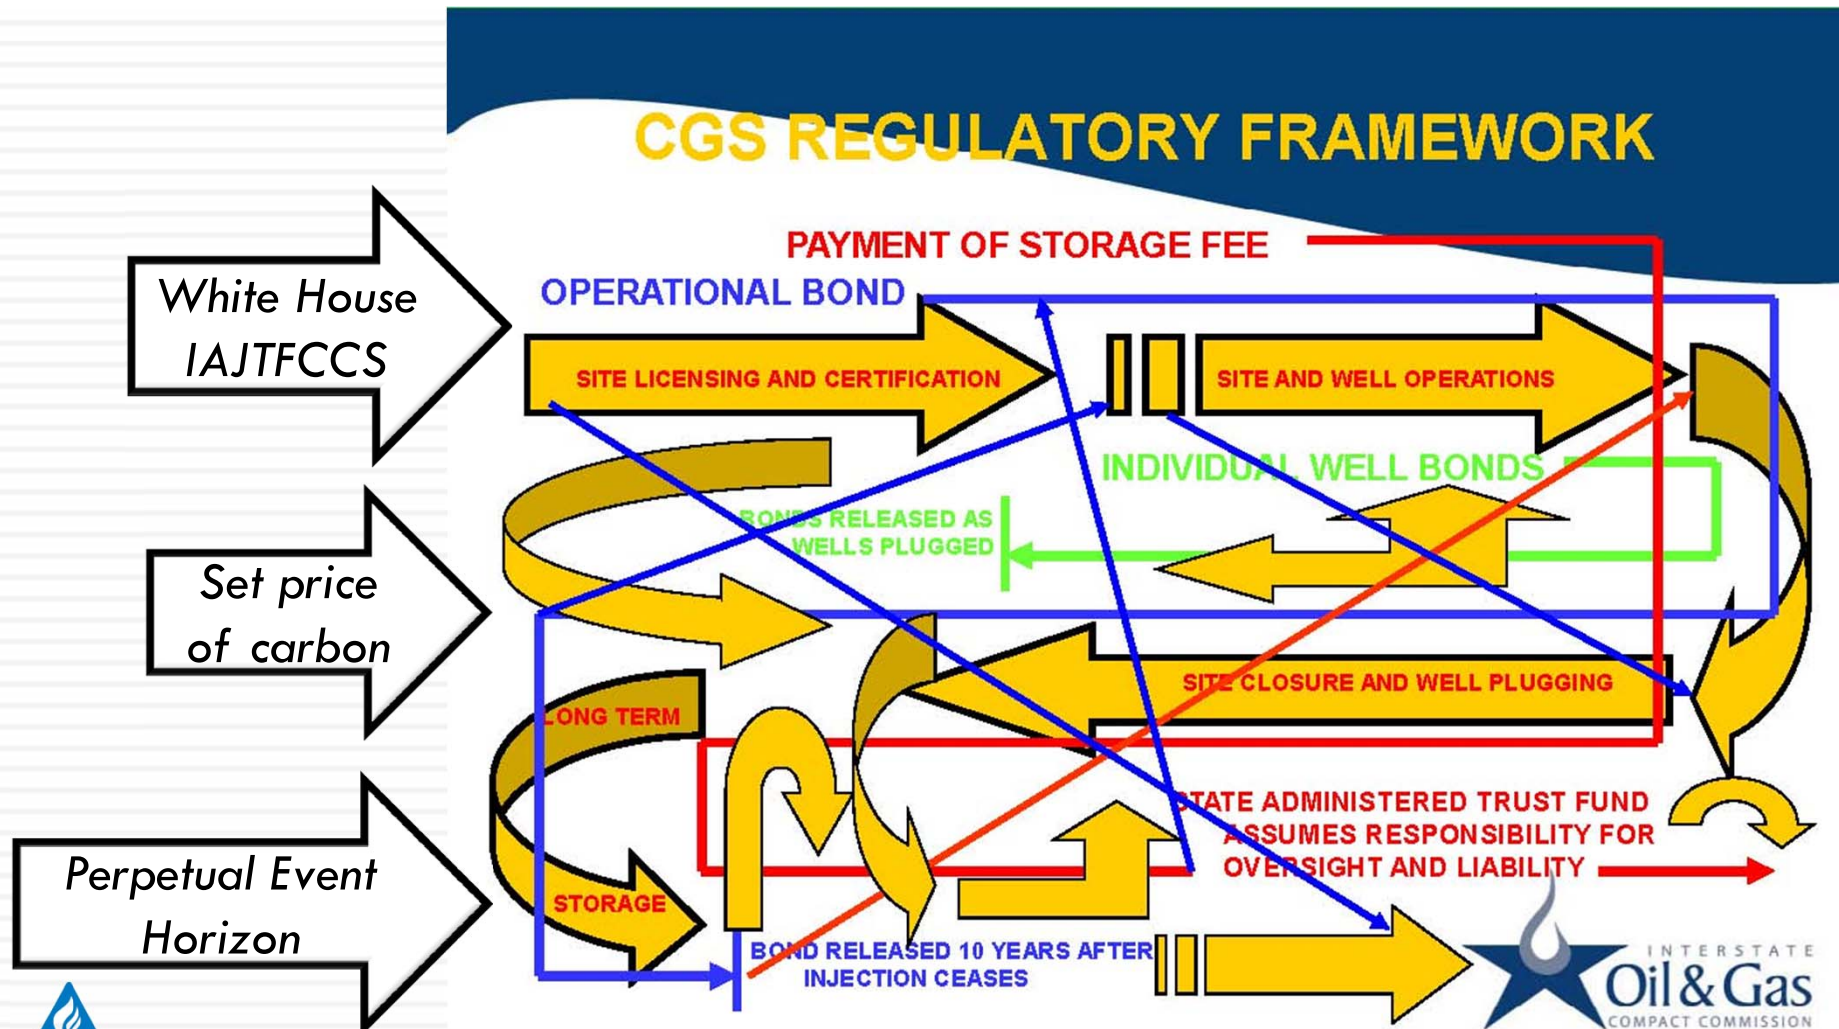 CGS REGULATORY FRAMEWORK
PAYMENT OF STORAGE FEE
OPERATIONAL BOND
White House
IAJTFCCS
SITE LICENSING AND CERTIFICATION
SITE AND WELL OPERATIONS
INDIVIDUAL WELL BONDS
BONDS RELEASED AS
WELLS PLUGGED
Set price
of carbon
SITE CLOSURE AND WELL PLUGGING
LONG TERM
STATE ADMINISTERED TRUST FUND
ASSUMES RESPONSIBILITY FOR
OVERSIGHT AND LIABILITY
Perpetual Event
Horizon
STORAGE
BOND RELEASED 10 YEARS AFTER
INJECTION CEASES
INTERSTATE
Oil & Gas
COMPACT COMMISSION